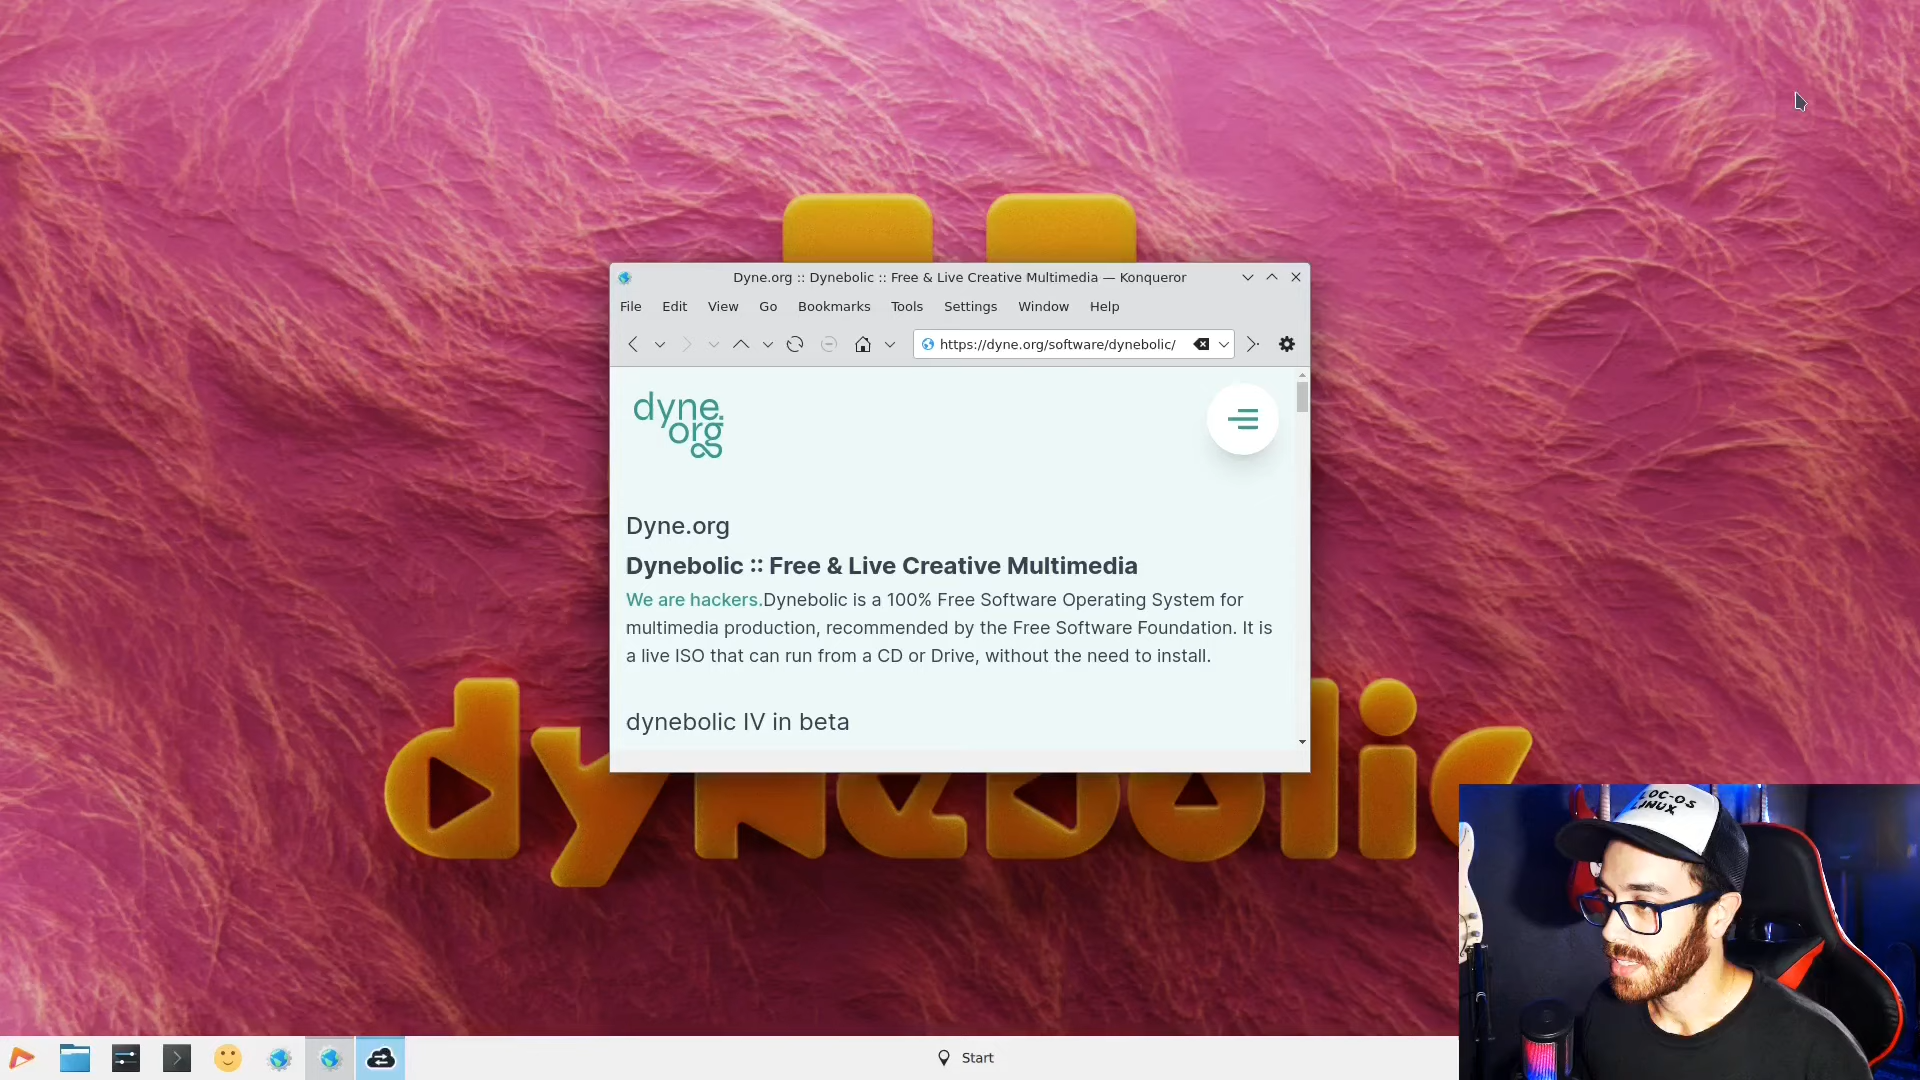 Dyne.org :: Dynebolic :: Free & Live Creative Multimedia — Konqueror
File Edit View Go Bookmarks Tools Settings Window Help
https://dyne.org/software/dynebolic/
dyne.
org
Dyne.org
Dynebolic :: Free & Live Creative Multimedia
We are hackers.Dynebolic is a 100% Free Software Operating System for
multimedia production, recommended by the Free Software Foundation. It is
a live ISO that can run from a CD or Drive, without the need to install.
dynebolic IV in beta
dynebolic
LOC-OS
LINUX
Start